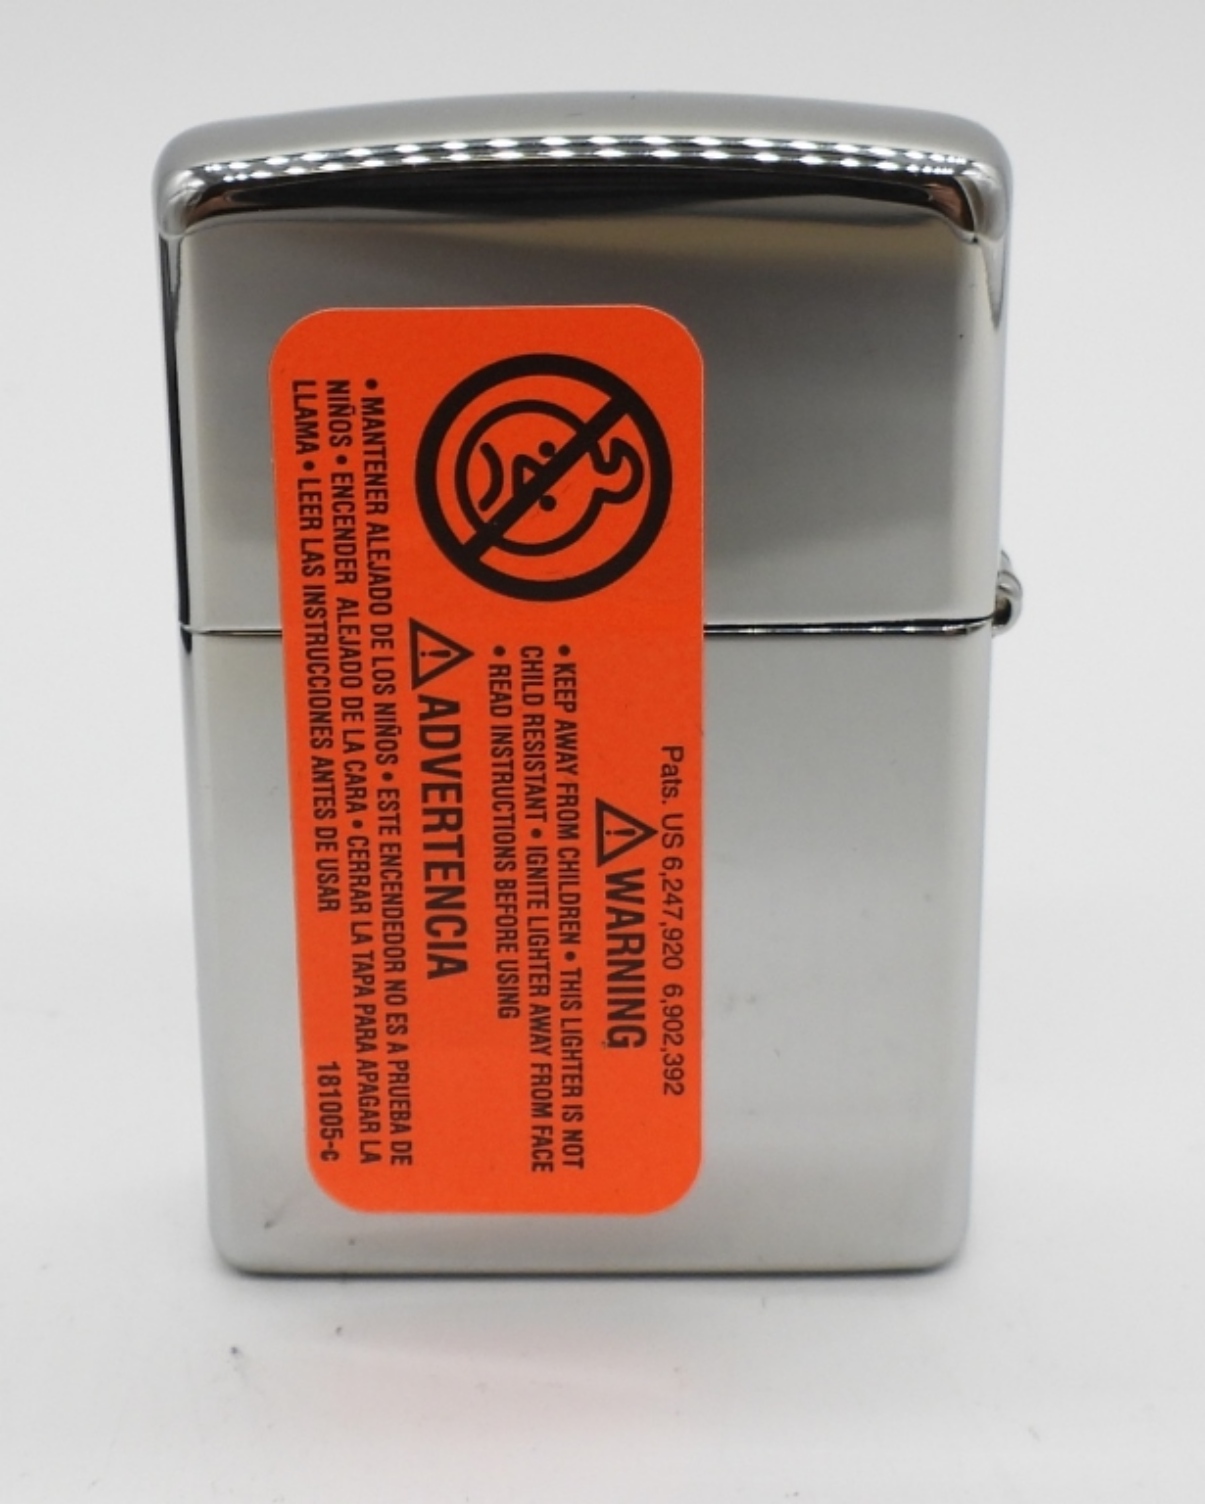 Pats. US 6,247,920 6,902,392
WARNING
• KEEP AWAY FROM CHILDREN • THIS LIGHTER IS NOT
CHILD RESISTANT • IGNITE LIGHTER AWAY FROM FACE
• READ INSTRUCTIONS BEFORE USING
ADVERTENCIA
• MANTENER ALEJADO DE LOS NIÑOS • ESTE ENCENDEDOR NO ES A PRUEBA DE
NIÑOS • ENCENDER ALEJADO DE LA CARA • CERRAR LA TAPA PARA APAGAR LA
LLAMA • LEER LAS INSTRUCCIONES ANTES DE USAR
181005-c